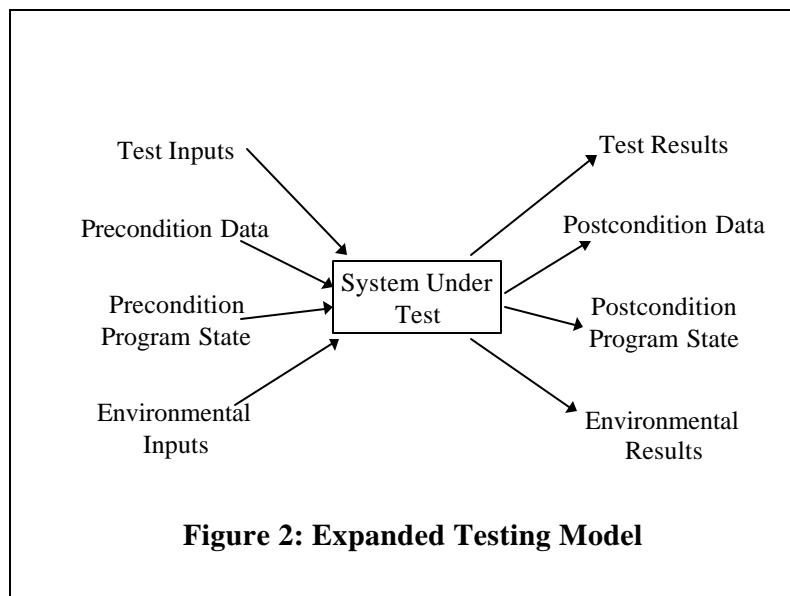 Test Inputs
Test Results
Precondition Data
Postcondition Data
System Under
Test
Precondition
Program State
Postcondition
Program State
Environmental
Inputs
Environmental
Results
Figure 2: Expanded Testing Model